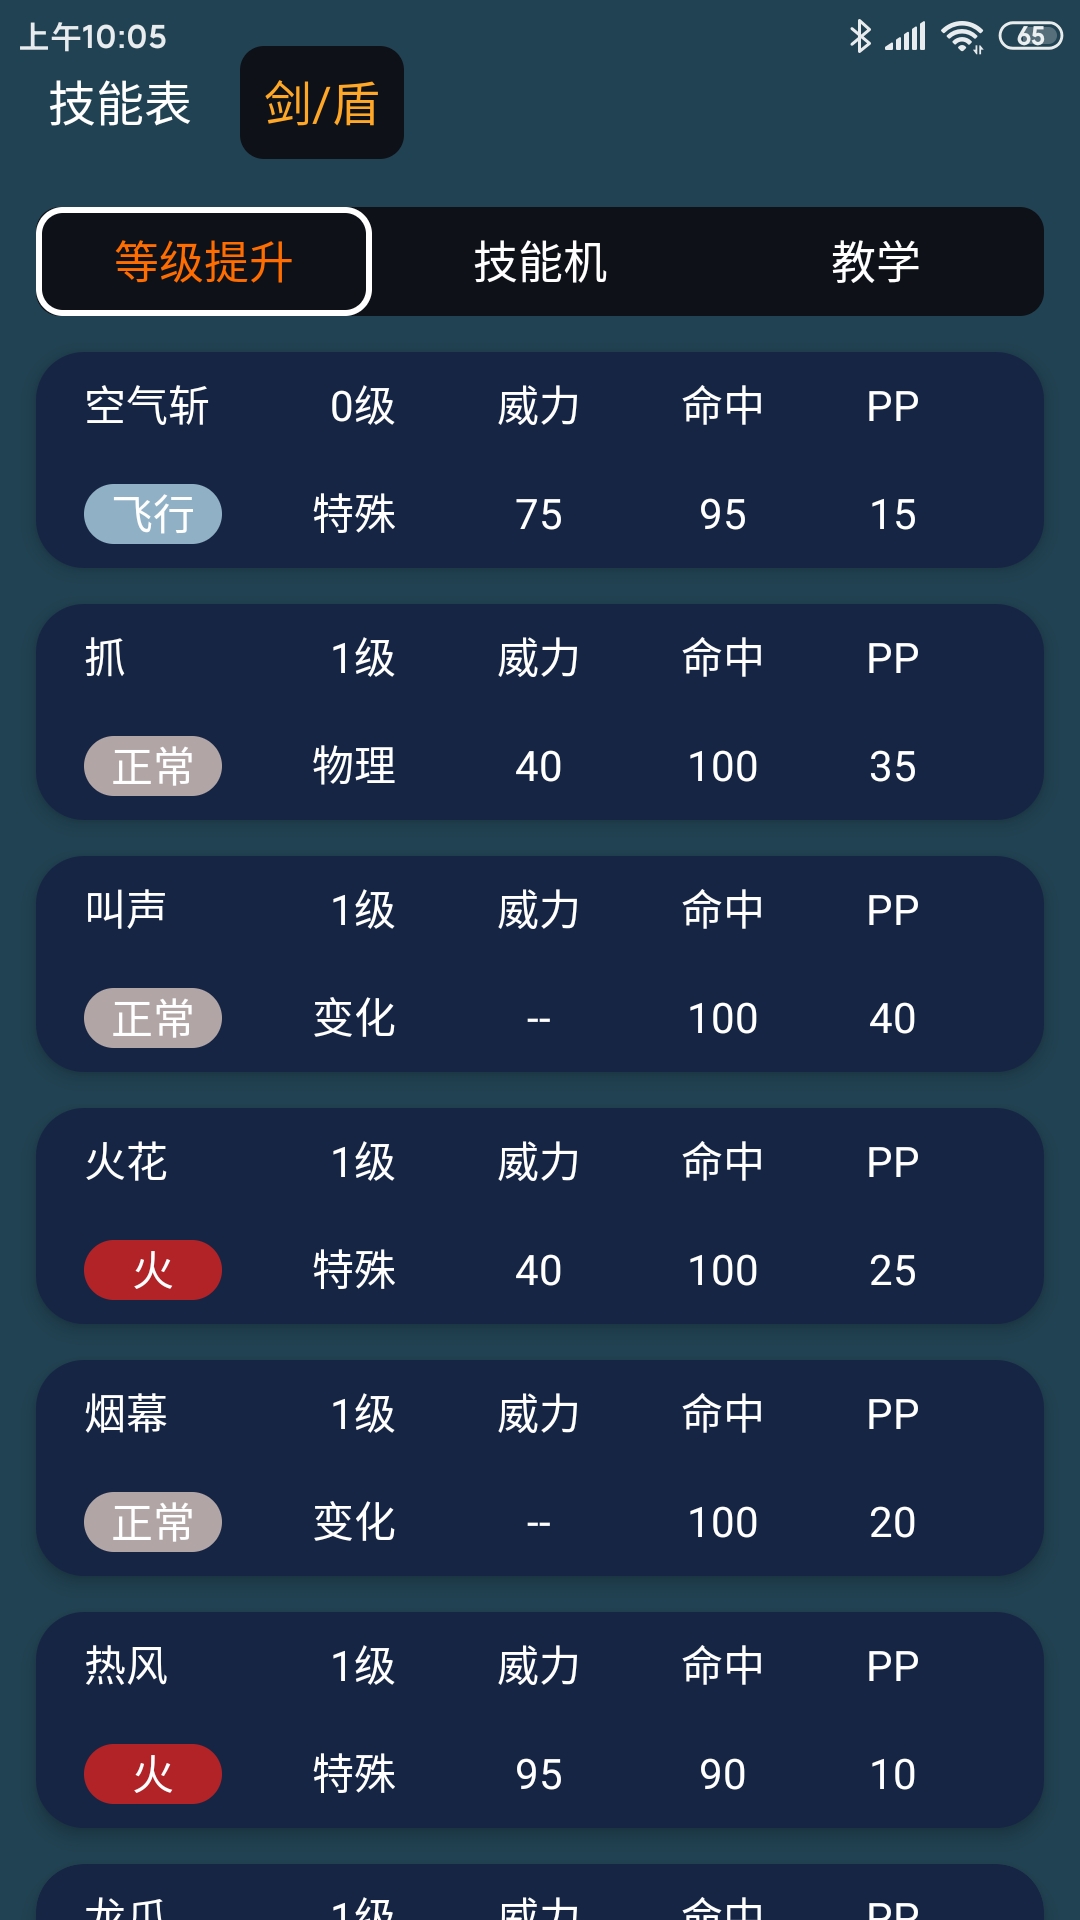 上午10:05 65
技能表 剑/盾
等级提升 技能机 教学
空气斩 0级 威力 命中 PP
飞行 特殊 75 95 15
抓 1级 威力 命中 PP
正常 物理 40 100 35
叫声 1级 威力 命中 PP
正常 变化 -- 100 40
火花 1级 威力 命中 PP
火 特殊 40 100 25
烟幕 1级 威力 命中 PP
正常 变化 -- 100 20
热风 1级 威力 命中 PP
火 特殊 95 90 10
龙爪 1级 威力 命中 PP